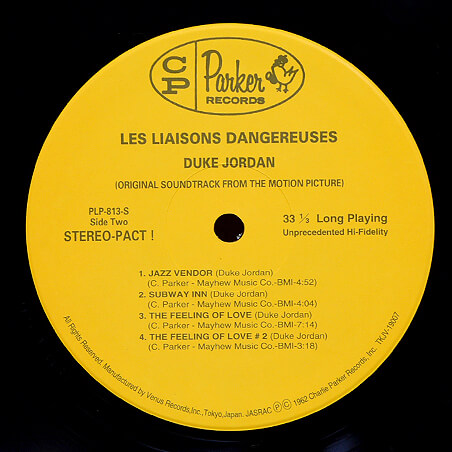 CP Parker
RECORDS
LES LIAISONS DANGEREUSES
DUKE JORDAN
(ORIGINAL SOUNDTRACK FROM THE MOTION PICTURE)
PLP-813-S
Side Two
STEREO-PACT !
33 ⅓ Long Playing
Unprecedented Hi-Fidelity
1. JAZZ VENDOR (Duke Jordan)
(C. Parker - Mayhew Music Co.-BMI-4:52)
2. SUBWAY INN (Duke Jordan)
(C. Parker - Mayhew Music Co.-BMI-4:04)
3. THE FEELING OF LOVE (Duke Jordan)
(C. Parker - Mayhew Music Co.-BMI-7:14)
4. THE FEELING OF LOVE # 2 (Duke Jordan)
(C. Parker - Mayhew Music Co.-BMI-3:18)
All Rights Reserved. Manufactured by Venus Records,Inc.,Tokyo,Japan. JASRAC ⓟⓒ 1962 Charlie Parker Records, Inc. TKJV-19007